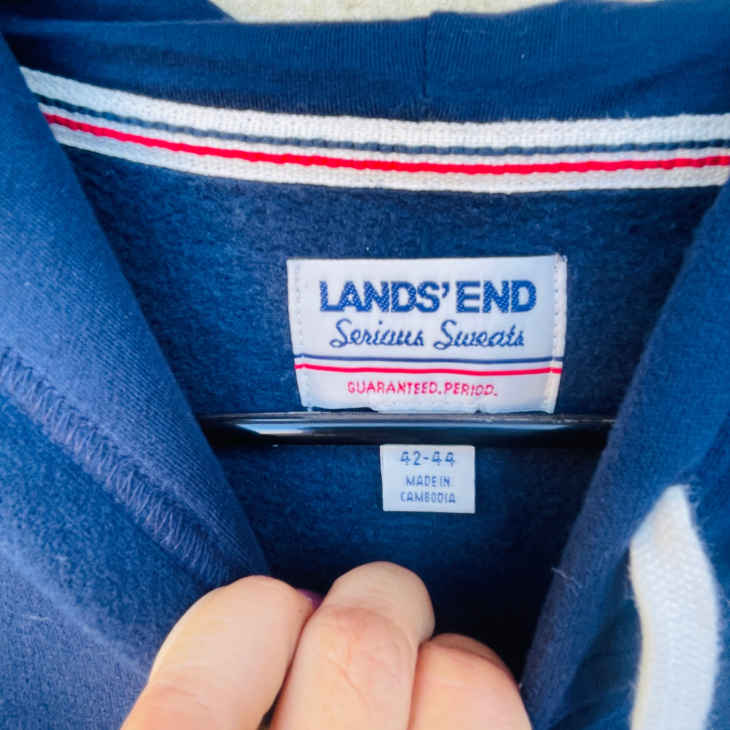 LANDS' END
Serious Sweats
GUARANTEED. PERIOD.
42-44
MADE IN
CAMBODIA